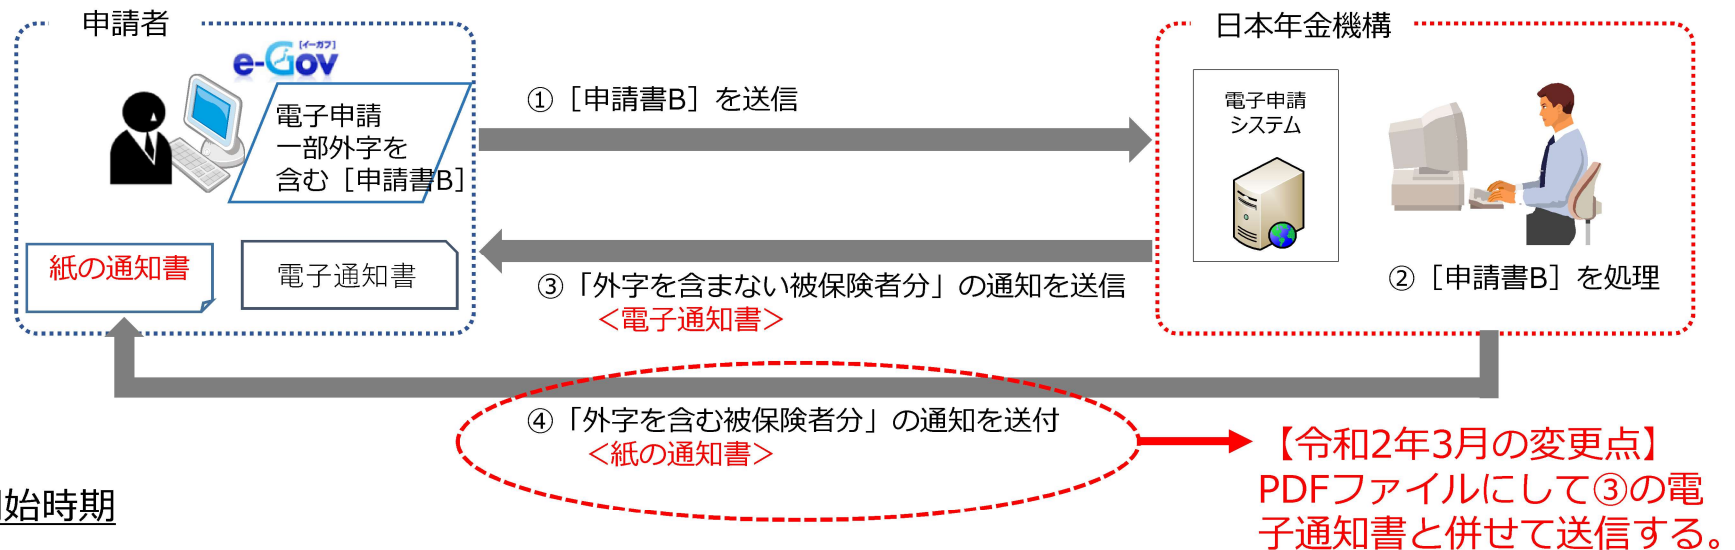 申請者
[イーガブ]
e-Gov
電子申請
一部外字を
含む［申請書B］
紙の通知書
電子通知書
①［申請書B］を送信
日本年金機構
電子申請
システム
②［申請書B］を処理
③「外字を含まない被保険者分」の通知を送信
＜電子通知書＞
④「外字を含む被保険者分」の通知を送付
＜紙の通知書＞
【令和2年3月の変更点】
PDFファイルにして③の電
子通知書と併せて送信する。
始時期